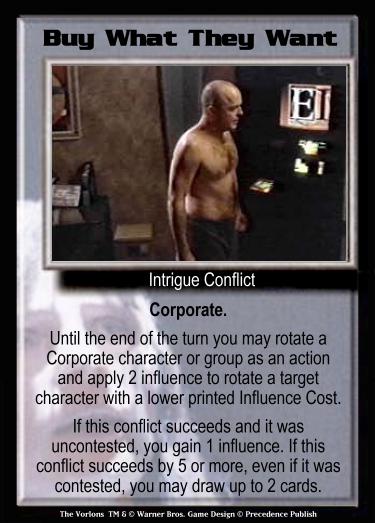 Buy What They Want
E
Intrigue Conflict
Corporate.
Until the end of the turn you may rotate a
Corporate character or group as an action
and apply 2 influence to rotate a target
character with a lower printed Influence Cost.
If this conflict succeeds and it was
uncontested, you gain 1 influence. If this
conflict succeeds by 5 or more, even if it was
contested, you may draw up to 2 cards.
The Vorlons TM & © Warner Bros. Game Design © Precedence Publish